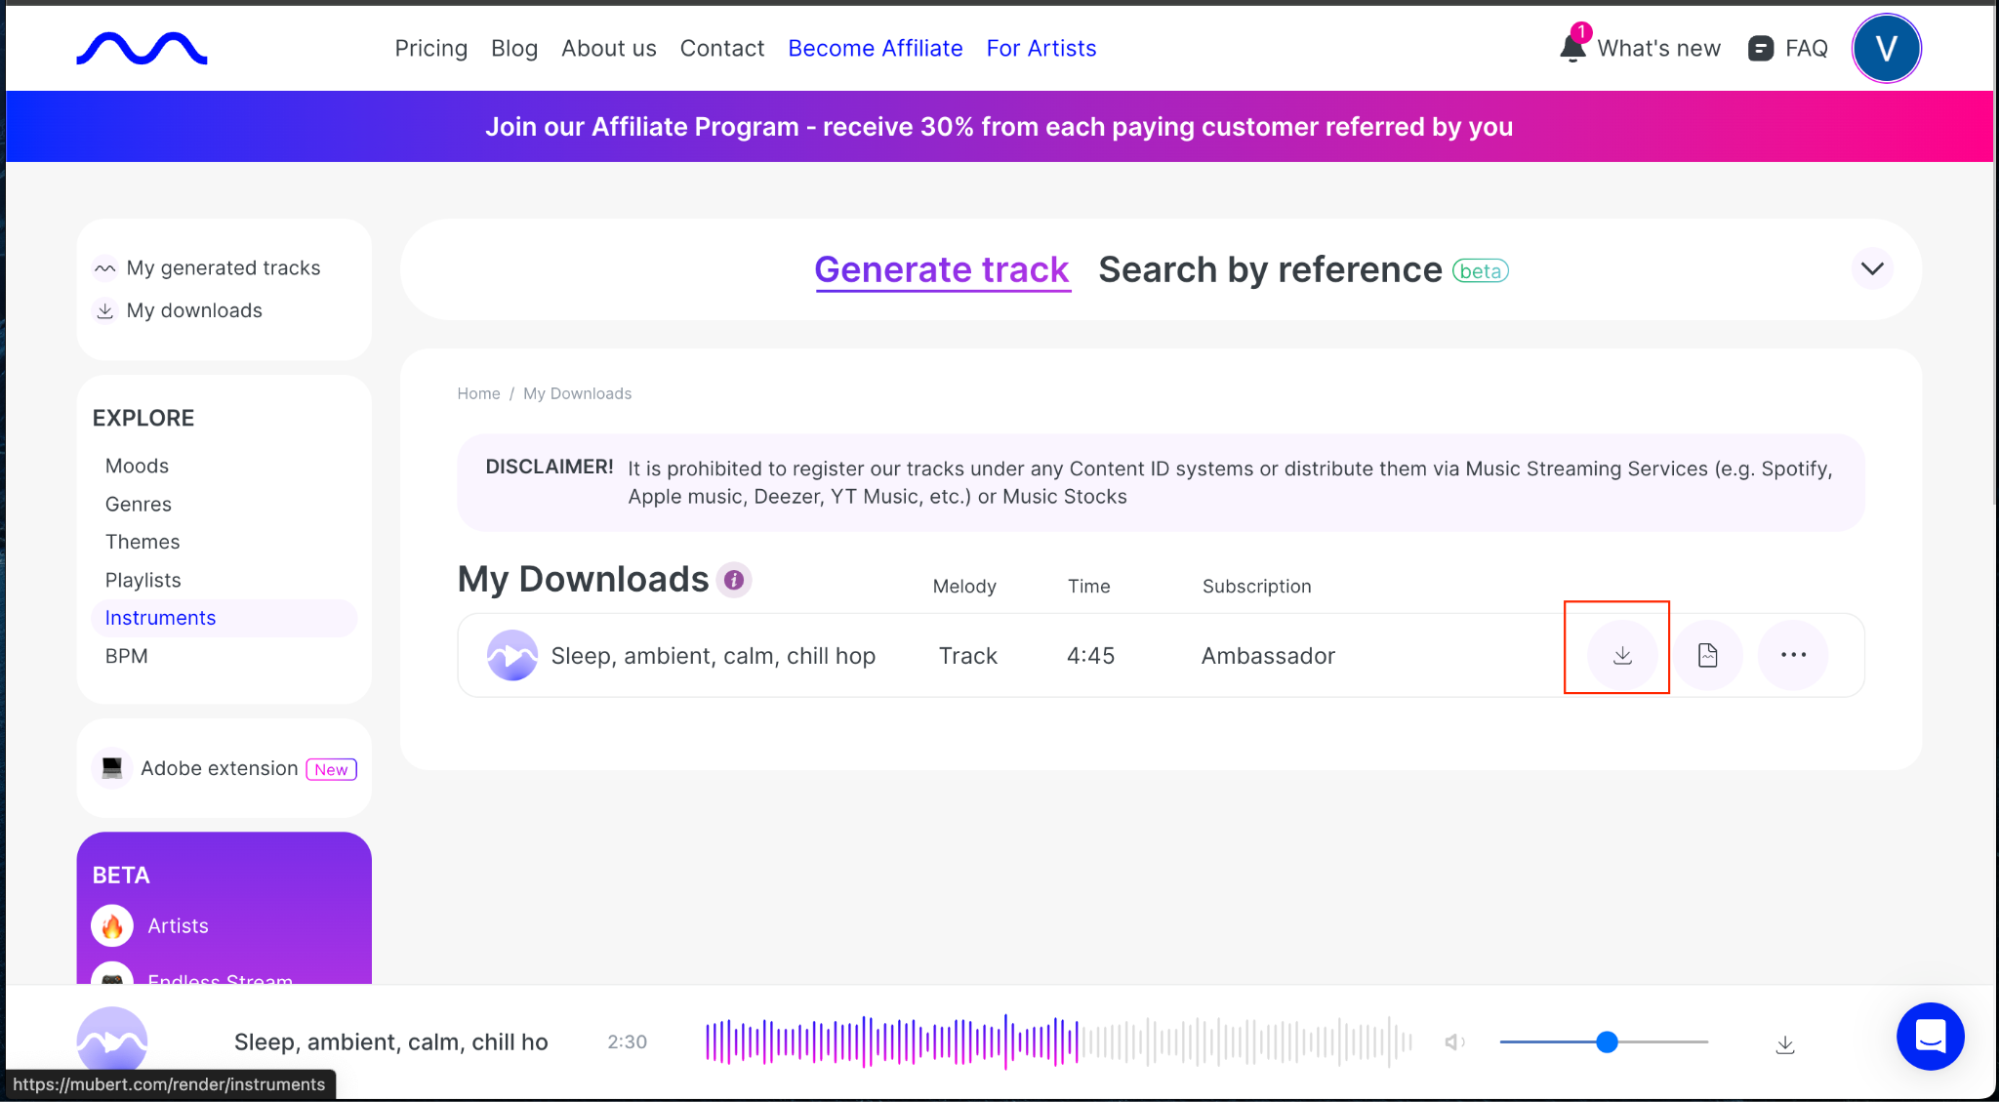 Pricing Blog About us Contact Become Affiliate For Artists
1
What's new FAQ V
Join our Affiliate Program - receive 30% from each paying customer referred by you
My generated tracks
My downloads
Generate track Search by reference beta
EXPLORE
Moods
Genres
Themes
Playlists
Instruments
BPM
Adobe extension New
BETA
Artists
Endless Stream
Home / My Downloads
DISCLAIMER! It is prohibited to register our tracks under any Content ID systems or distribute them via Music Streaming Services (e.g. Spotify,
Apple music, Deezer, YT Music, etc.) or Music Stocks
My Downloads i Melody Time Subscription
Sleep, ambient, calm, chill hop Track 4:45 Ambassador
Sleep, ambient, calm, chill ho 2:30
https://mubert.com/render/instruments